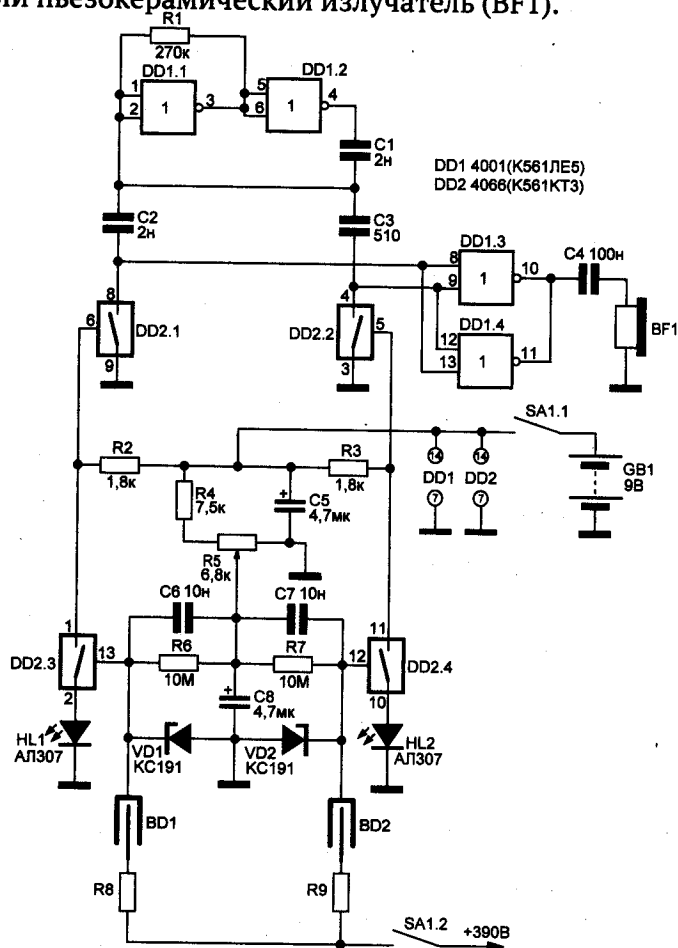 ий пьезокерамический излучатель (BF1).
R1
270к
DD1.1
DD1.2
1
2
1
3
5
6
1
4
C1
2н
DD1 4001(К561ЛЕ5)
DD2 4066(К561КТ3)
C2
2н
C3
510
DD1.3
8
9
1
10
C4 100н
BF1
DD1.4
12
13
1
11
8
6
DD2.1
9
4
DD2.2
5
3
SA1.1
R2
1,8к
R3
1,8к
14
14
DD1
DD2
7
7
GB1
9В
R4
7,5к
C5
+
4,7мк
R5
6,8к
C6 10н
C7 10н
1
DD2.3
13
2
R6
10М
R7
10М
11
12
DD2.4
10
+
C8
4,7мк
HL1
АЛ307
VD1
КС191
VD2
КС191
HL2
АЛ307
BD1
BD2
R8
R9
SA1.2
+390В